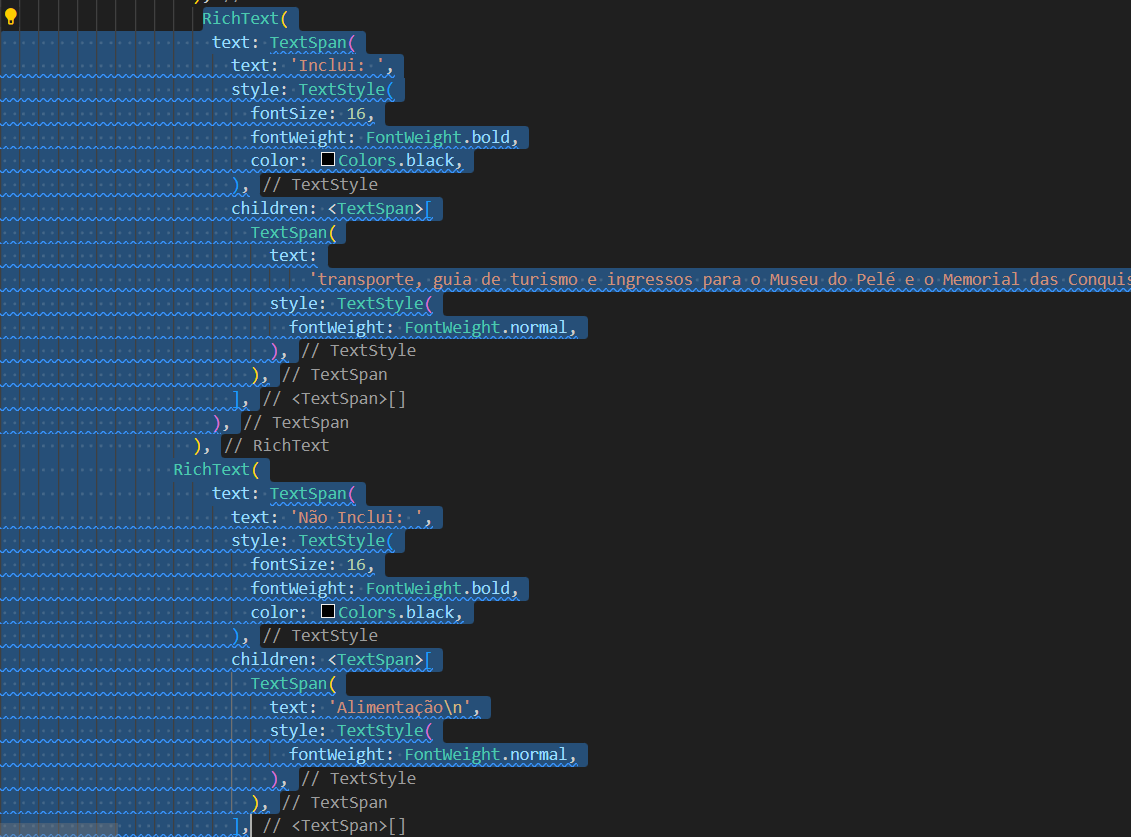 RichText(
text: TextSpan(
text: 'Inclui: ',
style: TextStyle(
fontSize: 16,
fontWeight: FontWeight.bold,
color: Colors.black,
), // TextStyle
children: <TextSpan>[
TextSpan(
text:
'transporte, guia de turismo e ingressos para o Museu do Pelé e o Memorial das Conquis
style: TextStyle(
fontWeight: FontWeight.normal,
), // TextStyle
), // TextSpan
], // <TextSpan>[]
), // TextSpan
), // RichText
RichText(
text: TextSpan(
text: 'Não Inclui: ',
style: TextStyle(
fontSize: 16,
fontWeight: FontWeight.bold,
color: Colors.black,
), // TextStyle
children: <TextSpan>[
TextSpan(
text: 'Alimentação\n',
style: TextStyle(
fontWeight: FontWeight.normal,
), // TextStyle
), // TextSpan
], // <TextSpan>[]